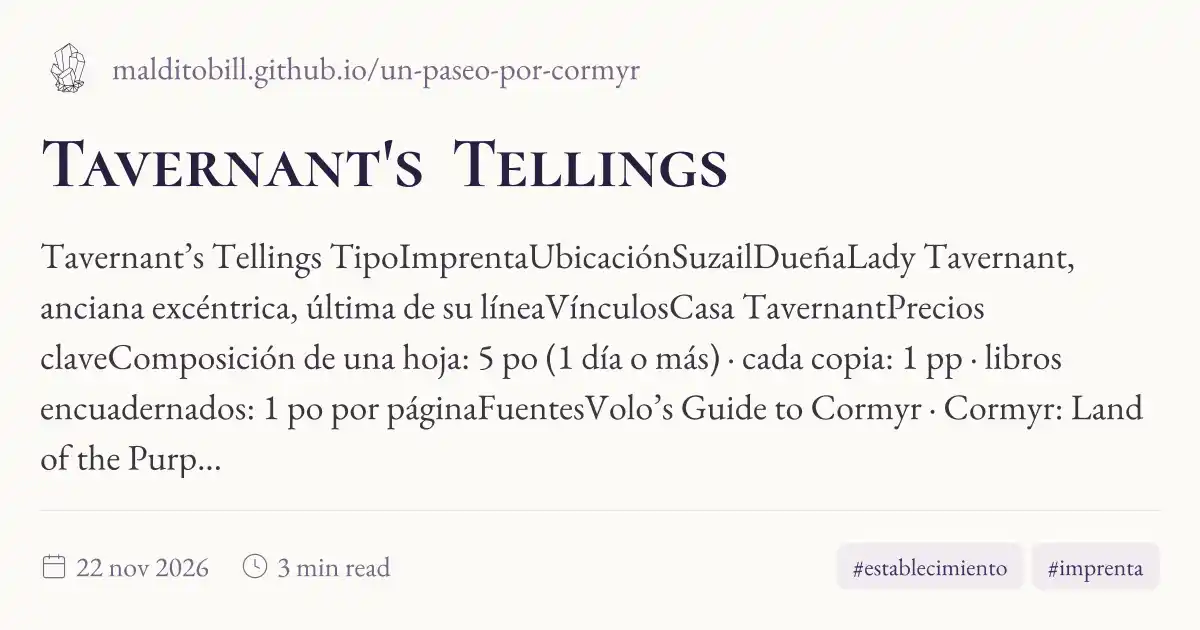 malditobill.github.io/un-paseo-por-cormyr
Tavernant's Tellings
Tavernant’s Tellings TipoImprentaUbicaciónSuzailDueñaLady Tavernant,
anciana excéntrica, última de su líneaVínculosCasa TavernantPrecios
claveComposición de una hoja: 5 po (1 día o más) · cada copia: 1 pp · libros
encuadernados: 1 po por páginaFuentesVolo’s Guide to Cormyr · Cormyr: Land
of the Purp...
22 nov 2026 3 min read #establecimiento #imprenta